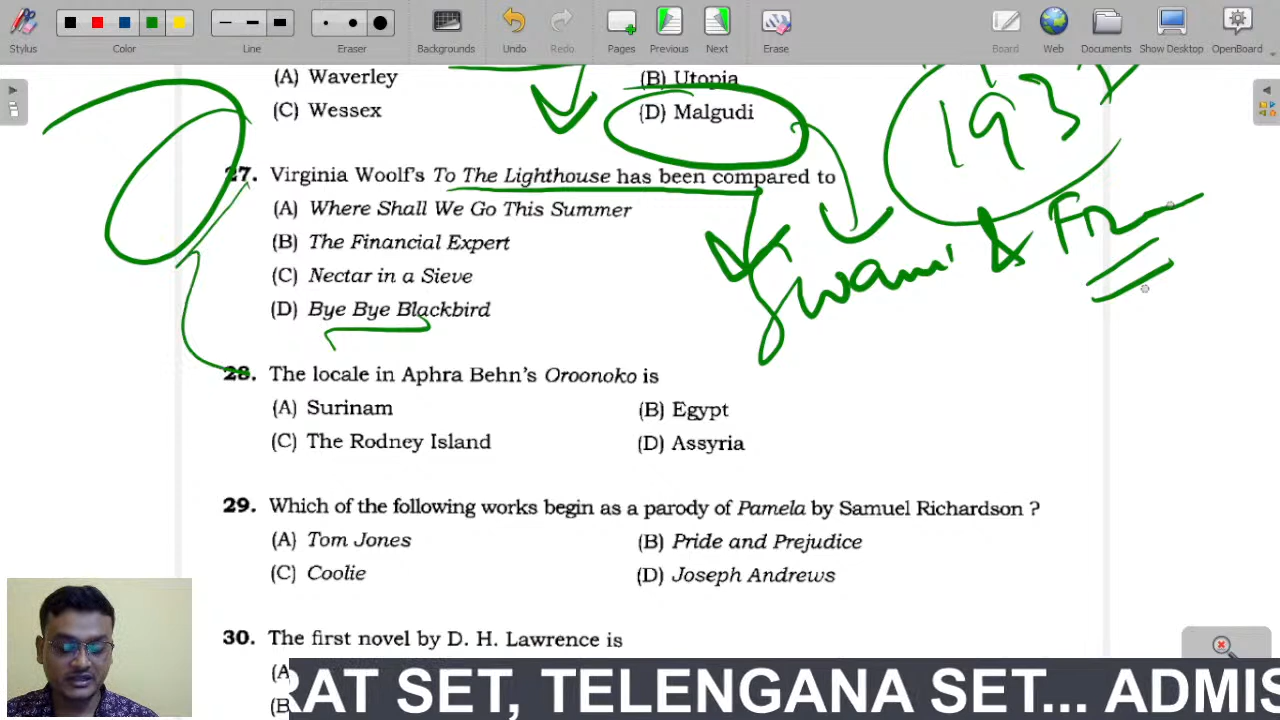 Stylus Color Line Eraser Backgrounds Undo Redo Pages Previous Next Erase Board Web Documents Show Desktop OpenBoard
(A) Waverley (B) Utopia
(C) Wessex (D) Malgudi
193
27. Virginia Woolf's To The Lighthouse has been compared to
(A) Where Shall We Go This Summer
(B) The Financial Expert
(C) Nectar in a Sieve
(D) Bye Bye Blackbird
Swami & Fr
28. The locale in Aphra Behn's Oroonoko is
(A) Surinam (B) Egypt
(C) The Rodney Island (D) Assyria
29. Which of the following works begin as a parody of Pamela by Samuel Richardson ?
(A) Tom Jones (B) Pride and Prejudice
(C) Coolie (D) Joseph Andrews
30. The first novel by D. H. Lawrence is
(A
(B
RAT SET, TELENGANA SET... ADMIS